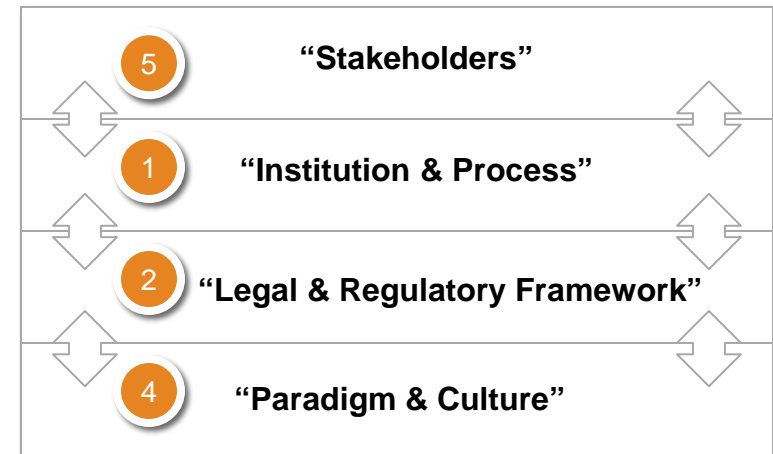 5 “Stakeholders”
1 “Institution & Process”
2 “Legal & Regulatory Framework”
4 “Paradigm & Culture”